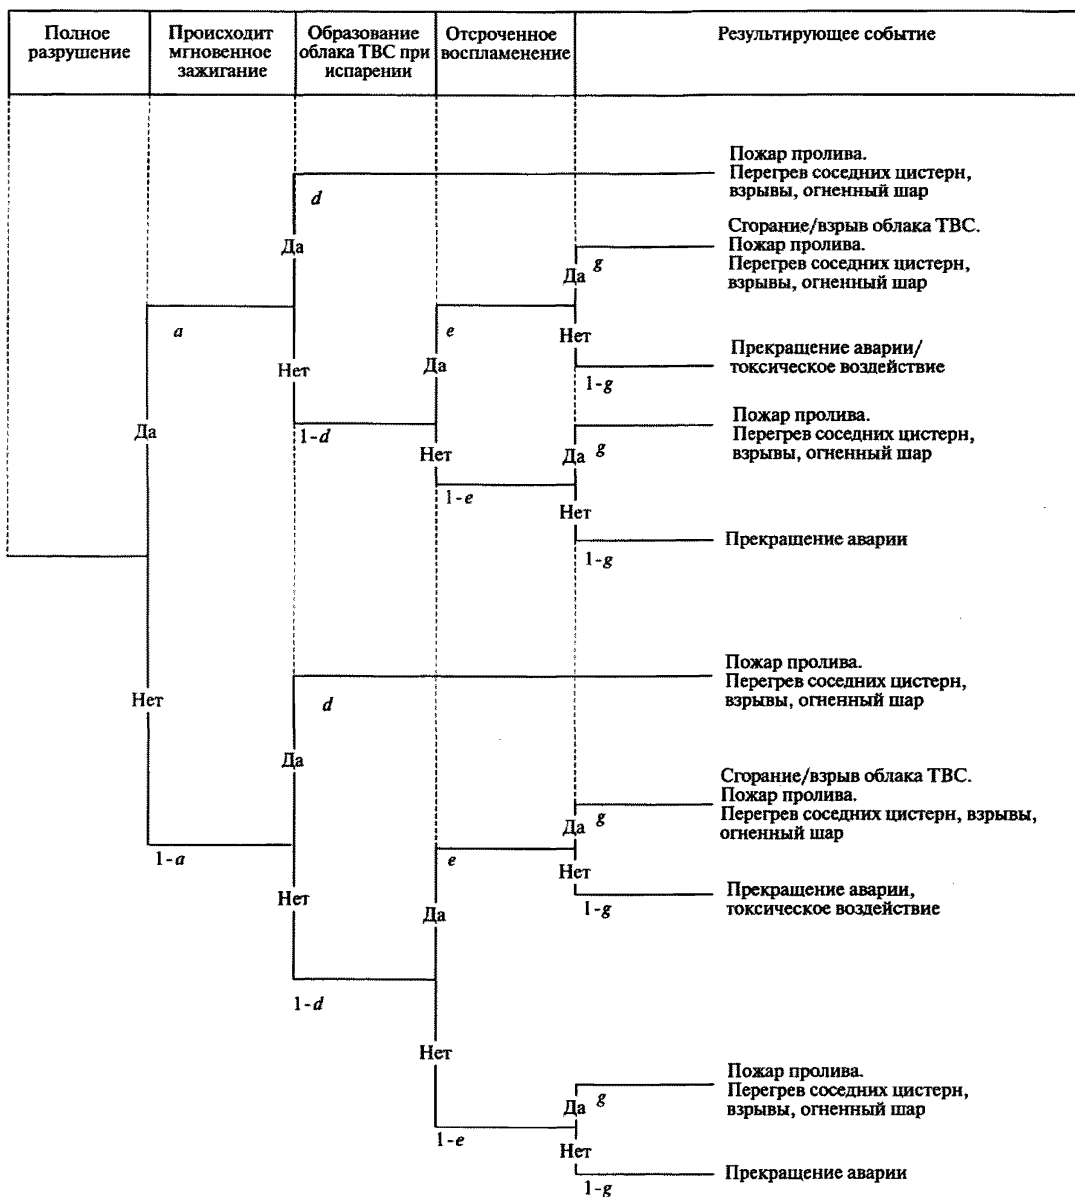 Полное
разрушение
Происходит
мгновенное
зажигание
Образование
облака ТВС при
испарении
Отсроченное
воспламенение
Результирующее событие
Пожар пролива.
Перегрев соседних цистерн,
взрывы, огненный шар
d
Да
Сгорание/взрыв облака ТВС.
Пожар пролива.
Перегрев соседних цистерн,
взрывы, огненный шар
g
Да
a
e
Нет
Прекращение аварии/
токсическое воздействие
Да
Нет
1-g
Пожар пролива.
Перегрев соседних цистерн,
взрывы, огненный шар
Да
1-d
g
Нет
Да
1-e
Нет
Прекращение аварии
1-g
Пожар пролива.
Перегрев соседних цистерн,
взрывы, огненный шар
Нет
d
Да
Сгорание/взрыв облака ТВС.
Пожар пролива.
Перегрев соседних цистерн, взрывы,
огненный шар
g
Да
1-a
e
Нет
Прекращение аварии,
токсическое воздействие
Нет
1-g
Да
1-d
Нет
Пожар пролива.
Перегрев соседних цистерн,
взрывы, огненный шар
g
Да
1-e
Нет
Прекращение аварии
1-g